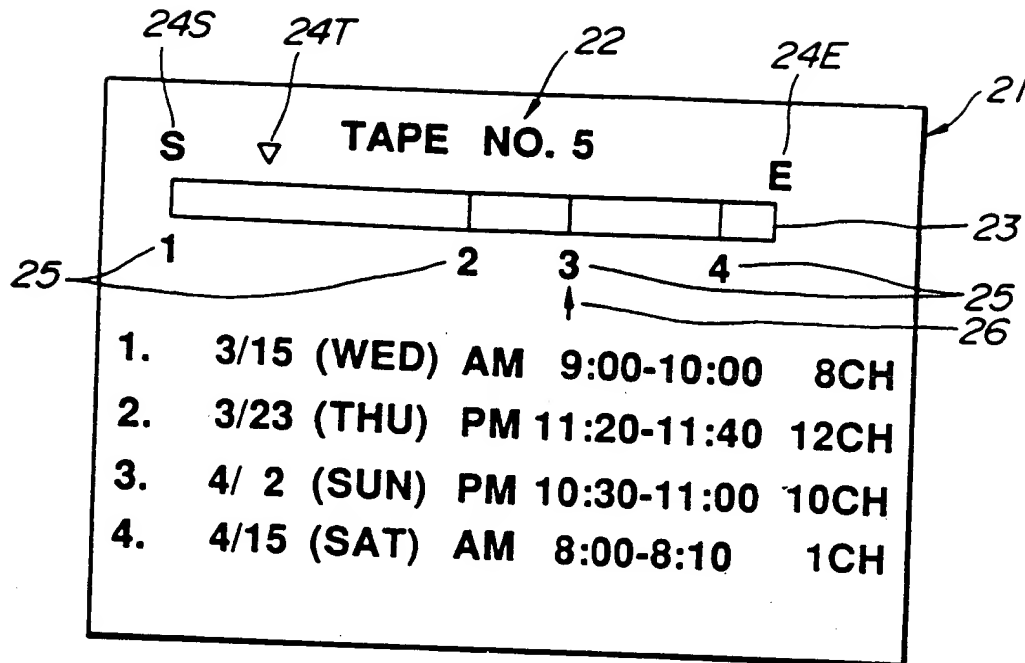 24S 24T 22 24E 21
TAPE NO. 5
S E
23
1 2 3 4
25 25
26
1. 3/15 (WED) AM 9:00-10:00 8CH
2. 3/23 (THU) PM 11:20-11:40 12CH
3. 4/ 2 (SUN) PM 10:30-11:00 10CH
4. 4/15 (SAT) AM 8:00-8:10 1CH